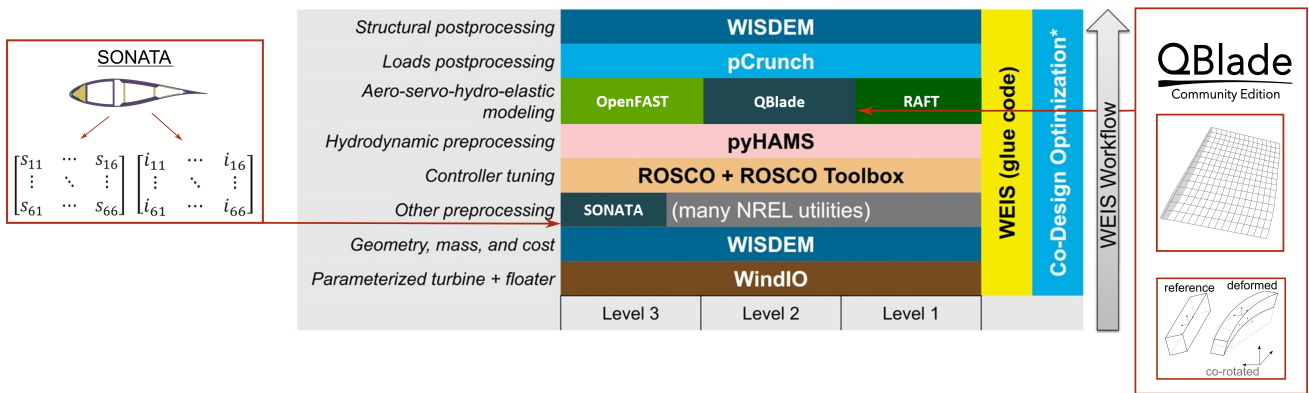 SONATA
s11 ⋯ s16
⋮ ⋱ ⋮
s61 ⋯ s66
i11 ⋯ i16
⋮ ⋱ ⋮
i61 ⋯ i66
Structural postprocessing
WISDEM
Loads postprocessing
pCrunch
Aero-servo-hydro-elastic
modeling
OpenFAST
QBlade
RAFT
Hydrodynamic preprocessing
pyHAMS
Controller tuning
ROSCO + ROSCO Toolbox
Other preprocessing
SONATA
(many NREL utilities)
Geometry, mass, and cost
WISDEM
Parameterized turbine + floater
WindIO
Level 3
Level 2
Level 1
WEIS (glue code)
Co-Design Optimization*
WEIS Workflow
QBlade
Community Edition
reference
deformed
co-rotated